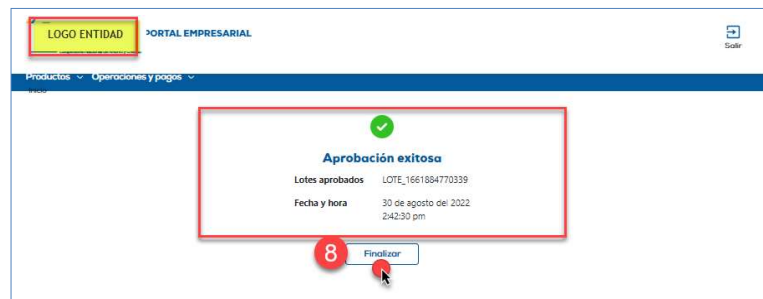 LOGO ENTIDAD
PORTAL EMPRESARIAL
Salir
Productos Operaciones y pagos
Inicio
Aprobación exitosa
Lotes aprobados LOTE_1661884770339
Fecha y hora 30 de agosto del 2022
2:42:30 pm
8 Finalizar